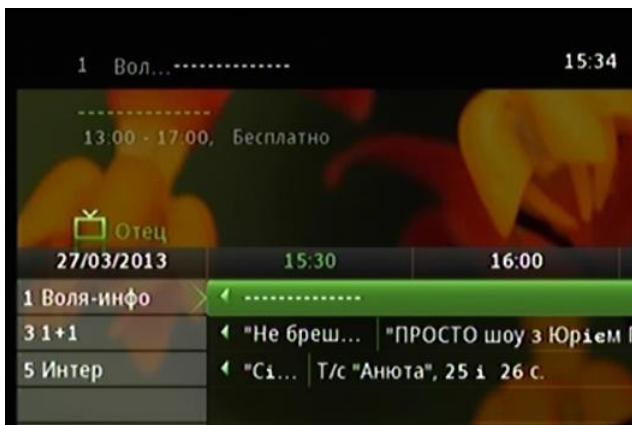 1 Вол...-------------- 15:34
--------------
13:00 - 17:00, Бесплатно
Отец
27/03/2013 15:30 16:00
1 Воля-инфо --------------
3 1+1 "Не бреш... "ПРОСТО шоу з Юрієм
5 Интер "Сі... Т/с "Анюта", 25 і 26 с.